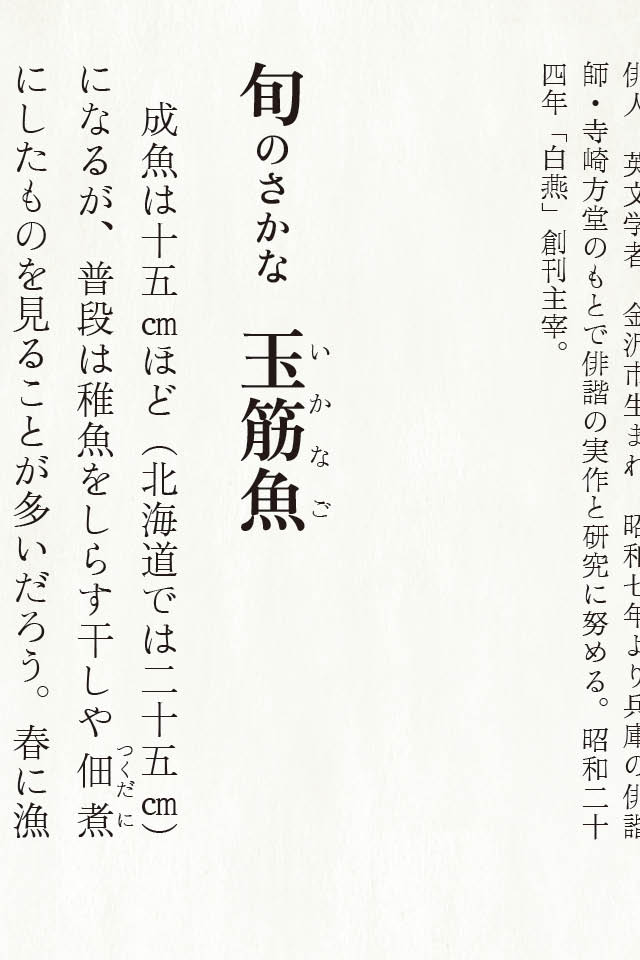 俳人 英文学者 金沢市生まれ 昭和七年より兵庫の俳諧
師・寺崎方堂のもとで俳諧の実作と研究に努める。昭和二十
四年「白燕」創刊主宰。
旬のさかな 玉筋魚
いかなご
成魚は十五㎝ほど（北海道では二十五㎝）
になるが、普段は稚魚をしらす干しや佃煮
つくだに
にしたものを見ることが多いだろう。春に漁